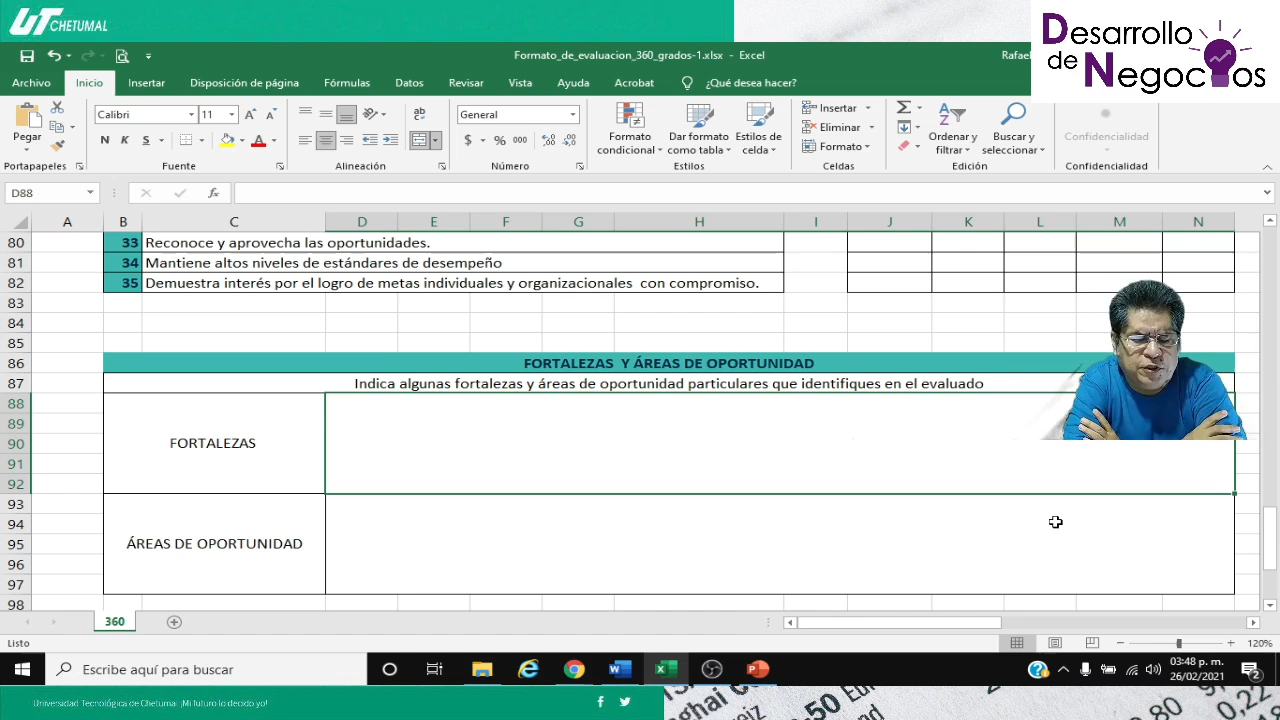 UT CHETUMAL
Desarrollo de Negocios
Formato_de_evaluacion_360_grados-1.xlsx - Excel
Rafael
Archivo Inicio Insertar Disposición de página Fórmulas Datos Revisar Vista Ayuda Acrobat ¿Qué desea hacer?
Pegar
Calibri 11
N K S
General
$ % 000
Formato condicional
Dar formato como tabla
Estilos de celda
Insertar
Eliminar
Formato
Ordenar y filtrar
Buscar y seleccionar
Confidencialidad
Portapapeles Fuente Alineación Número Estilos Celdas Edición Confidencialidad
D88 fx
A B C D E F G H I J K L M N
80 33 Reconoce y aprovecha las oportunidades.
81 34 Mantiene altos niveles de estándares de desempeño
82 35 Demuestra interés por el logro de metas individuales y organizacionales con compromiso.
83
84
85
86 FORTALEZAS Y ÁREAS DE OPORTUNIDAD
87 Indica algunas fortalezas y áreas de oportunidad particulares que identifiques en el evaluado
88
89
90 FORTALEZAS
91
92
93
94
95 ÁREAS DE OPORTUNIDAD
96
97
98
360
Listo
120%
Escribe aquí para buscar
03:48 p. m.
26/02/2021
2
Universidad Tecnológica de Chetumal ¡Mi futuro lo decido yo!